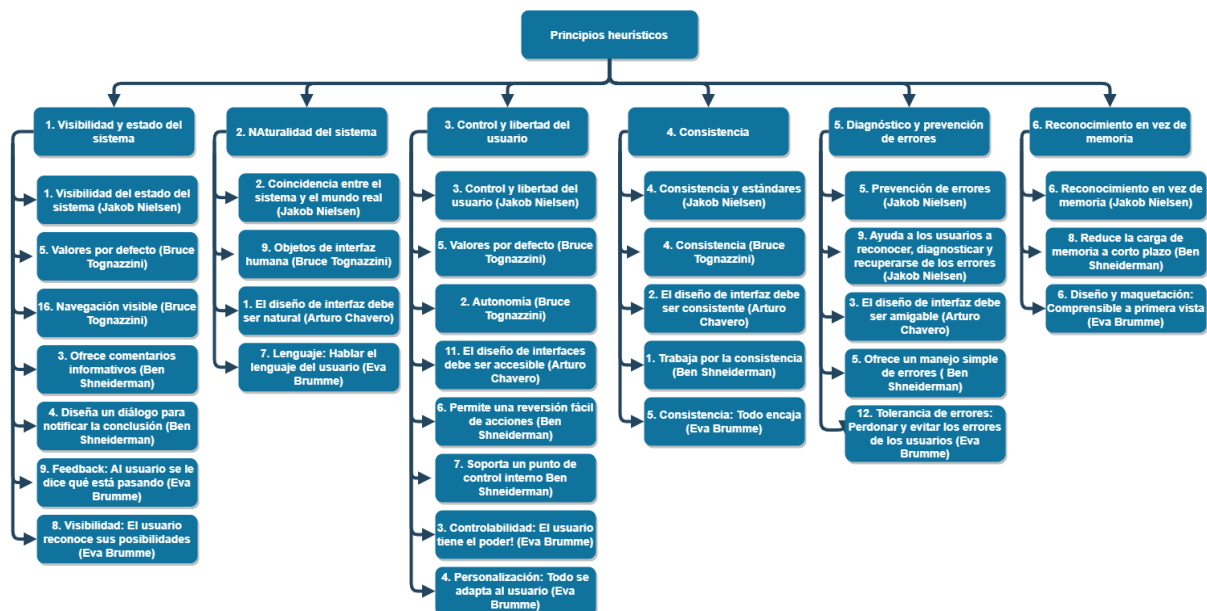 Principios heurísticos
1. Visibilidad y estado del
sistema
1. Visibilidad del estado del
sistema (Jakob Nielsen)
5. Valores por defecto (Bruce
Tognazzini)
16. Navegación visible (Bruce
Tognazzini)
3. Ofrece comentarios
informativos (Ben
Shneiderman)
4. Diseña un diálogo para
notificar la conclusión (Ben
Shneiderman)
9. Feedback: Al usuario se le
dice qué está pasando (Eva
Brumme)
8. Visibilidad: El usuario
reconoce sus posibilidades
(Eva Brumme)
2. NAturalidad del sistema
2. Coincidencia entre el
sistema y el mundo real
(Jakob Nielsen)
9. Objetos de interfaz
humana (Bruce Tognazzini)
1. El diseño de interfaz debe
ser natural (Arturo Chavero)
7. Lenguaje: Hablar el
lenguaje del usuario (Eva
Brumme)
3. Control y libertad del
usuario
3. Control y libertad del
usuario (Jakob Nielsen)
5. Valores por defecto (Bruce
Tognazzini)
2. Autonomía (Bruce
Tognazzini)
11. El diseño de interfaces
debe ser accesible (Arturo
Chavero)
6. Permite una reversión fácil
de acciones (Ben
Shneiderman)
7. Soporta un punto de
control interno Ben
Shneiderman)
3. Controlabilidad: El usuario
tiene el poder! (Eva Brumme)
4. Personalización: Todo se
adapta al usuario (Eva
Brumme)
4. Consistencia
4. Consistencia y estándares
(Jakob Nielsen)
4. Consistencia (Bruce
Tognazzini)
2. El diseño de interfaz debe
ser consistente (Arturo
Chavero)
1. Trabaja por la consistencia
(Ben Shneiderman)
5. Consistencia: Todo encaja
(Eva Brumme)
5. Diagnóstico y prevención
de errores
5. Prevención de errores
(Jakob Nielsen)
9. Ayuda a los usuarios a
reconocer, diagnosticar y
recuperarse de los errores
(Jakob Nielsen)
3. El diseño de interfaz debe
ser amigable (Arturo
Chavero)
5. Ofrece un manejo simple
de errores ( Ben
Shneiderman)
12. Tolerancia de errores:
Perdonar y evitar los errores
de los usuarios (Eva
Brumme)
6. Reconocimiento en vez de
memoria
6. Reconocimiento en vez de
memoria (Jakob Nielsen)
8. Reduce la carga de
memoria a corto plazo (Ben
Shneiderman)
6. Diseño y maquetación:
Comprensible a primera vista
(Eva Brumme)